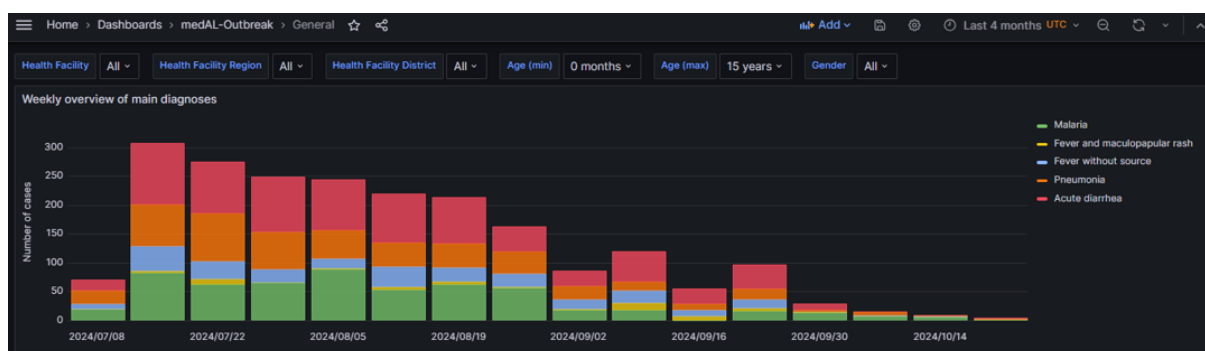 Home › Dashboards › medAL-Outbreak › General Add Last 4 months UTC
Health Facility All Health Facility Region All Health Facility District All Age (min) 0 months Age (max) 15 years Gender All
Weekly overview of main diagnoses
Malaria
Fever and maculopapular rash
Fever without source
Pneumonia
Acute diarrhea
Number of cases
300
250
200
150
100
50
0
2024/07/08 2024/07/22 2024/08/05 2024/08/19 2024/09/02 2024/09/16 2024/09/30 2024/10/14